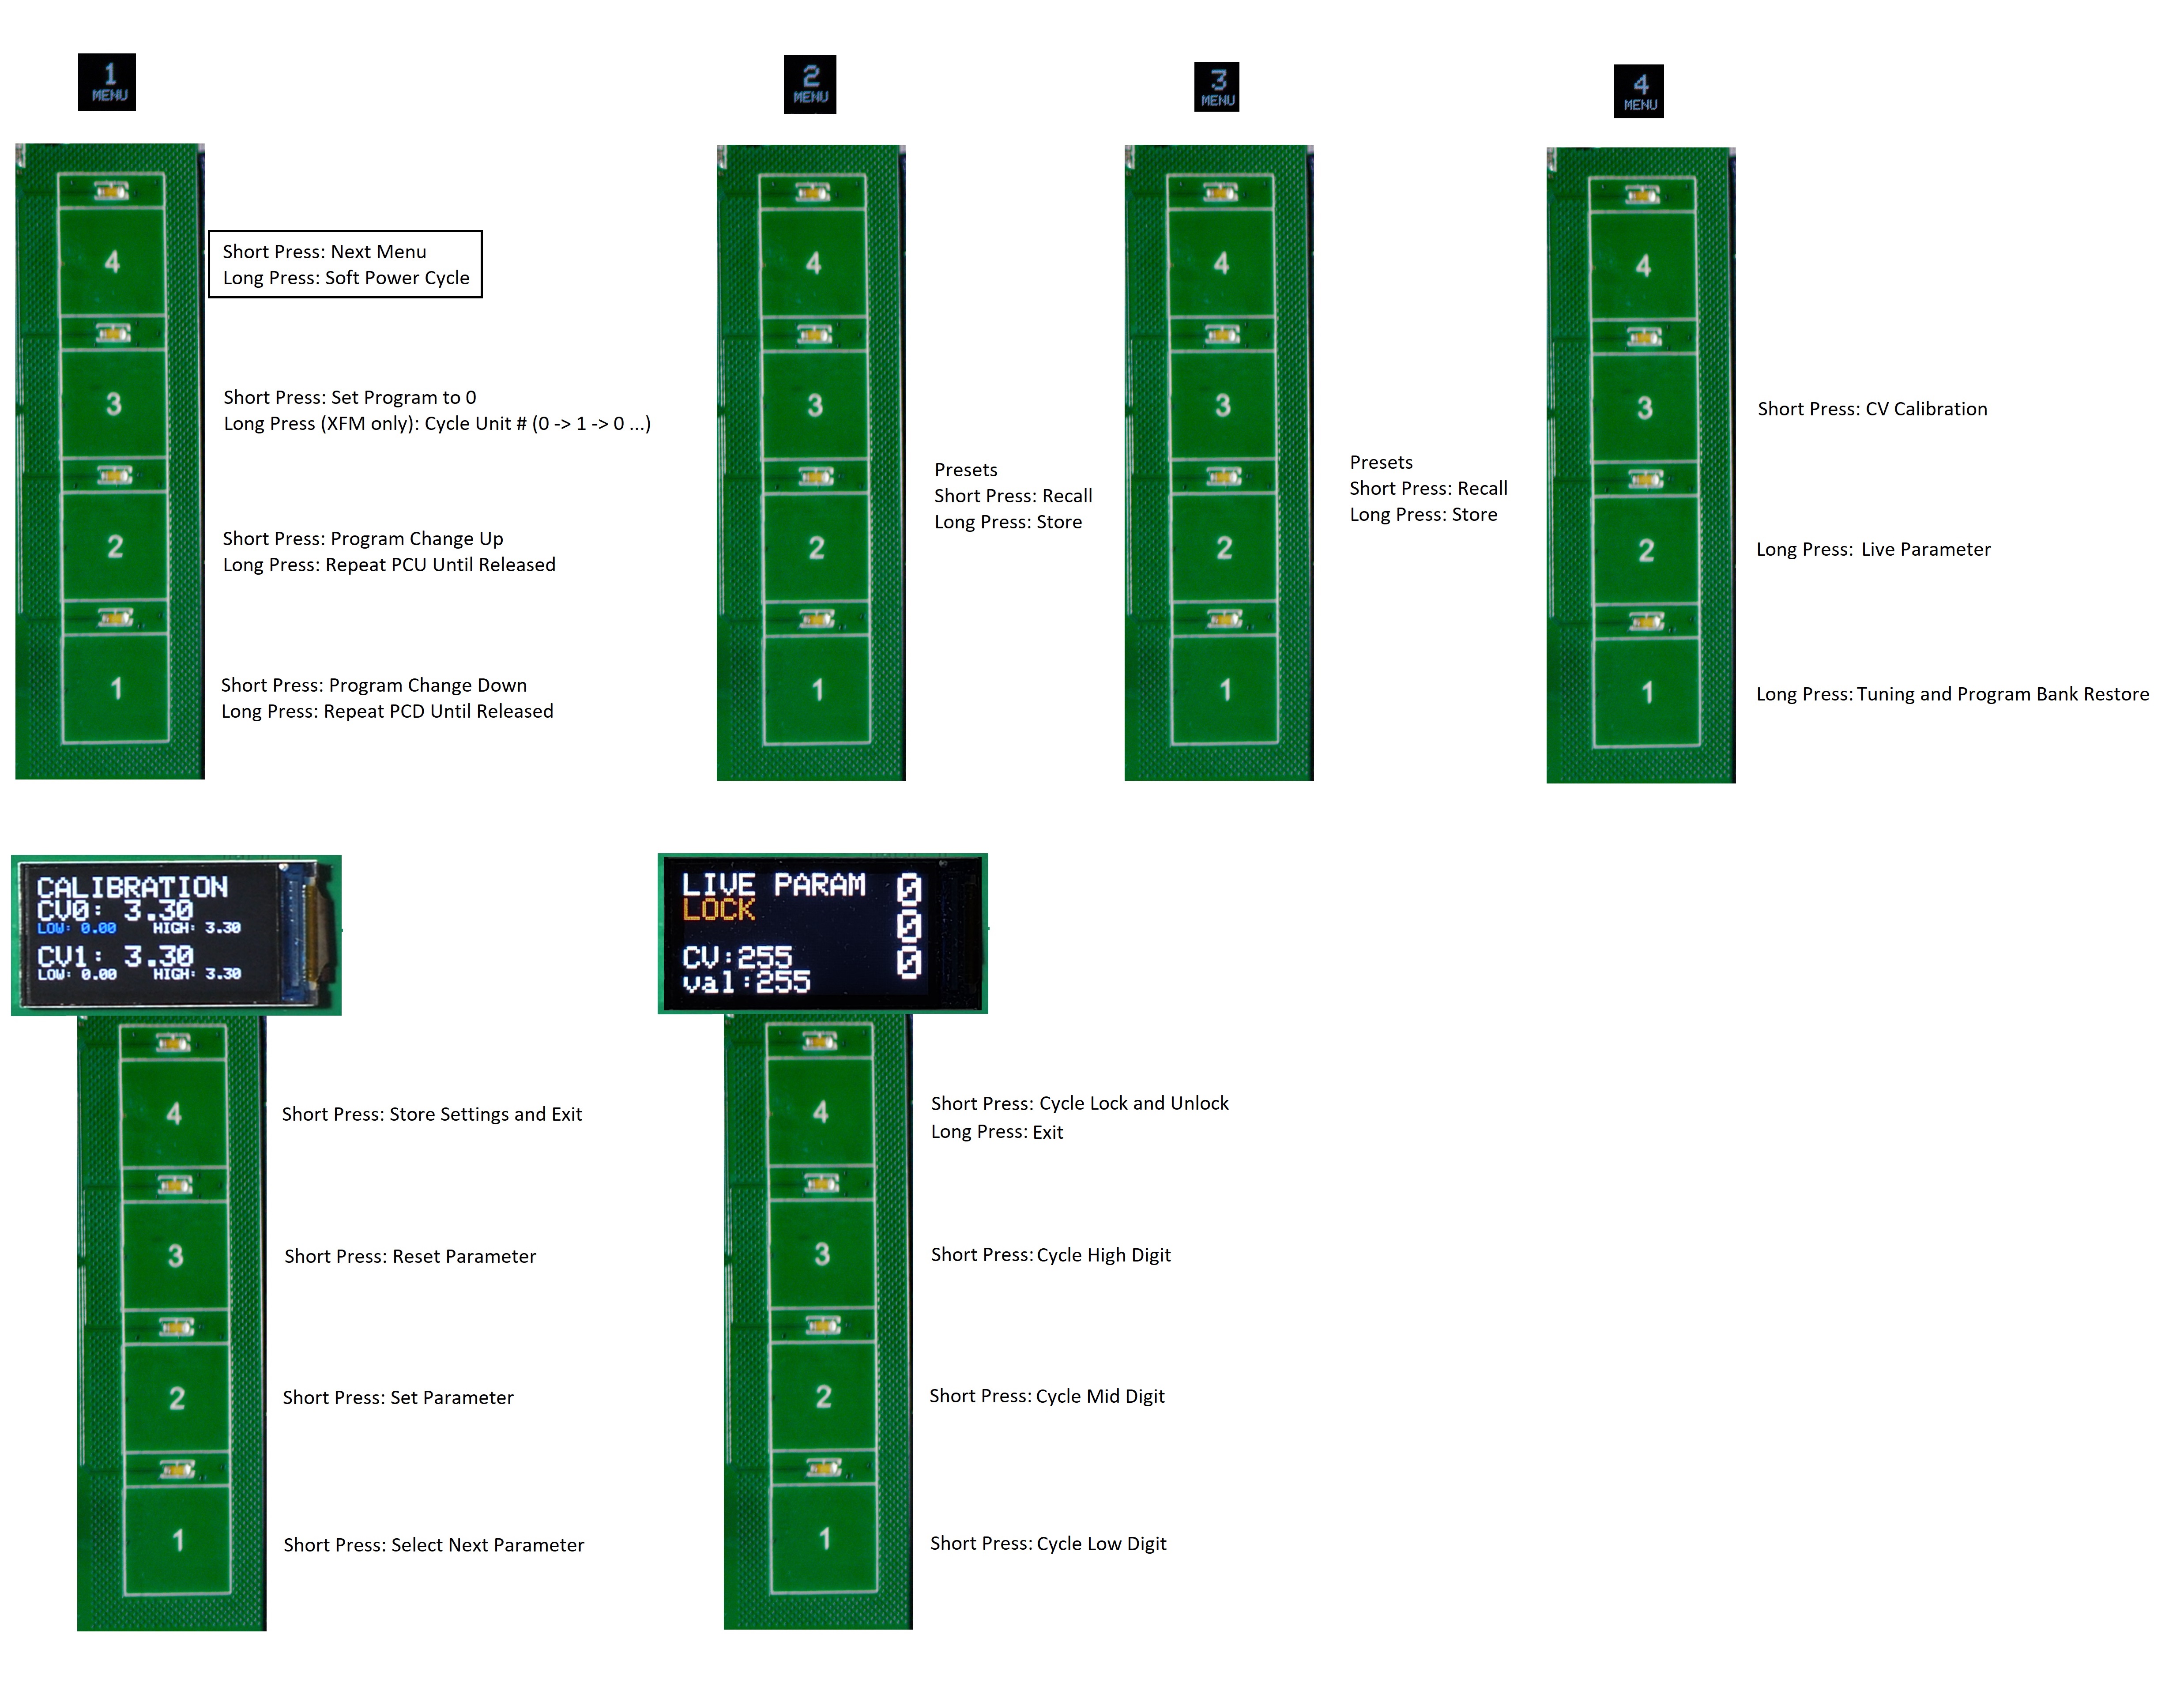 1
MENU
4
Short Press: Next Menu
Long Press: Soft Power Cycle
3
Short Press: Set Program to 0
Long Press (XFM only): Cycle Unit # (0 -> 1 -> 0 ...)
2
Short Press: Program Change Up
Long Press: Repeat PCU Until Released
1
Short Press: Program Change Down
Long Press: Repeat PCD Until Released
2
MENU
4
3
2
1
Presets
Short Press: Recall
Long Press: Store
3
MENU
4
3
2
1
Presets
Short Press: Recall
Long Press: Store
4
MENU
4
3
Short Press: CV Calibration
2
Long Press: Live Parameter
1
Long Press: Tuning and Program Bank Restore
CALIBRATION
CV0: 3.30
LOW: 0.00 HIGH: 3.30
CV1: 3.30
LOW: 0.00 HIGH: 3.30
4
Short Press: Store Settings and Exit
3
Short Press: Reset Parameter
2
Short Press: Set Parameter
1
Short Press: Select Next Parameter
LIVE PARAM 0
LOCK 0
CV:255 0
val:255
4
Short Press: Cycle Lock and Unlock
Long Press: Exit
3
Short Press: Cycle High Digit
2
Short Press: Cycle Mid Digit
1
Short Press: Cycle Low Digit